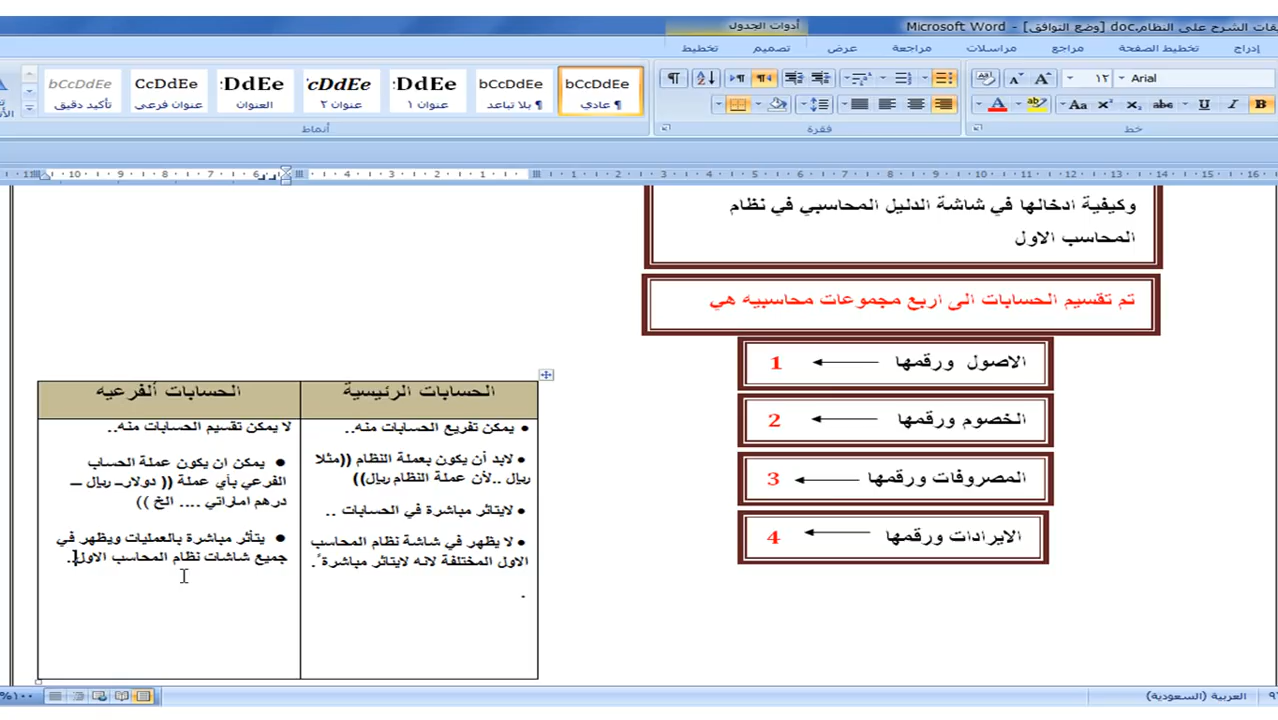 يقات الشرح على النظام.doc [وضع التوافق] - Microsoft Word
أدوات الجدول
إدراج
تخطيط الصفحة
مراجع
مراسلات
مراجعة
عرض
تصميم
تخطيط
Arial
١٢
خط
فقرة
bCcDdEe
¶ عادي
bCcDdEe
¶ بلا تباعد
DdEe:
عنوان ١
cDdEe
عنوان ٢
DdEe:
العنوان
CcDdEe
عنوان فرعي
bCcDdEe
تأكيد دقيق
أنماط
وكيفية ادخالها في شاشة الدليل المحاسبي في نظام
المحاسب الاول
تم تقسيم الحسابات الى اربع مجموعات محاسبيه هي
الاصول ورقمها 1
الخصوم ورقمها 2
المصروفات ورقمها 3
الايرادات ورقمها 4
الحسابات الرئيسية
• يمكن تفريع الحسابات منه..
• لابد أن يكون بعملة النظام ((مثلا
ريال ..لأن عملة النظام ريال))
• لايتاثر مباشرة في الحسابات ..
• لا يظهر في شاشة نظام المحاسب
الاول المختلفة لانه لايتاثر مباشرة ً.
.
الحسابات ألفرعيه
لا يمكن تقسيم الحسابات منه..
• يمكن ان يكون عملة الحساب
الفرعي بأي عملة (( دولار– ريال –
درهم اماراتي .... الخ ))
• يتأثر مباشرة بالعمليات ويظهر في
جميع شاشات نظام المحاسب الاول..
العربية (السعودية)
١٠٠%